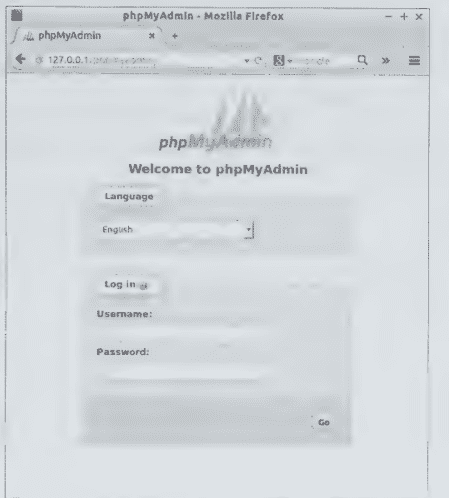 phpMyAdmin - Mozilla Firefox
phpMyAdmin
127.0.0.1
phpMyAdmin
Welcome to phpMyAdmin
Language
English
Log in
Username:
Password:
Go